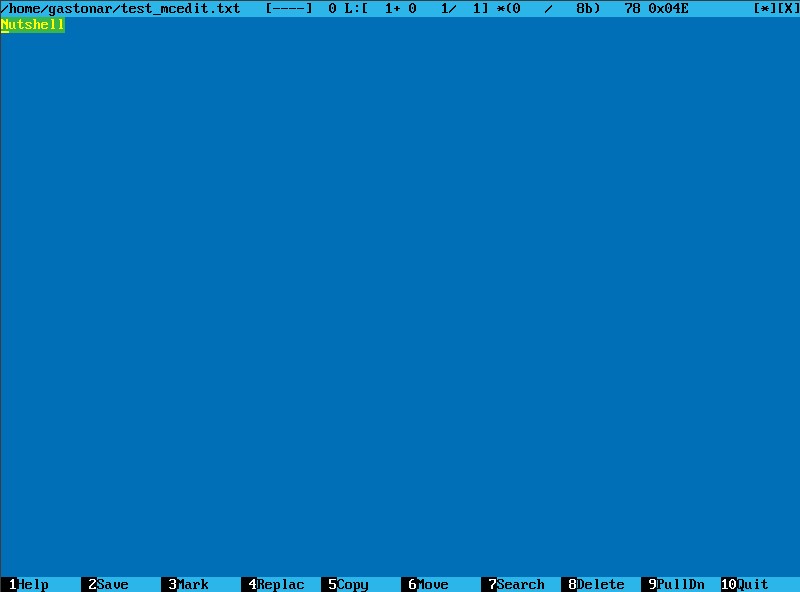 /home/gastonar/test_mcedit.txt   [----]  0 L:[  1+ 0   1/  1] *(0   /   8b)   78 0x04E        [*][X]
Nutshell
1Help 2Save 3Mark 4Replac 5Copy 6Move 7Search 8Delete 9PullDn 10Quit